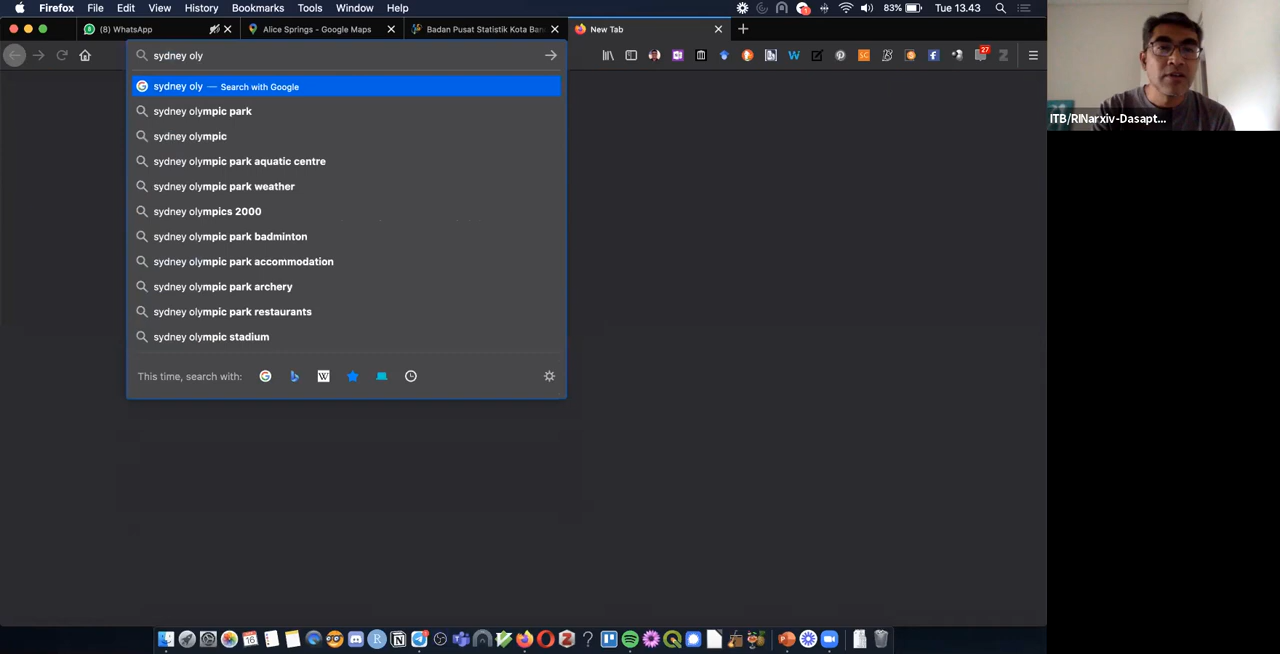 Firefox File Edit View History Bookmarks Tools Window Help 83% Tue 13.43
(8) WhatsApp
Alice Springs - Google Maps
Badan Pusat Statistik Kota Ban
New Tab
sydney oly
27
sydney oly — Search with Google
sydney olympic park
sydney olympic
sydney olympic park aquatic centre
sydney olympic park weather
sydney olympics 2000
sydney olympic park badminton
sydney olympic park accommodation
sydney olympic park archery
sydney olympic park restaurants
sydney olympic stadium
This time, search with:
ITB/RINarxiv-Dasapt...